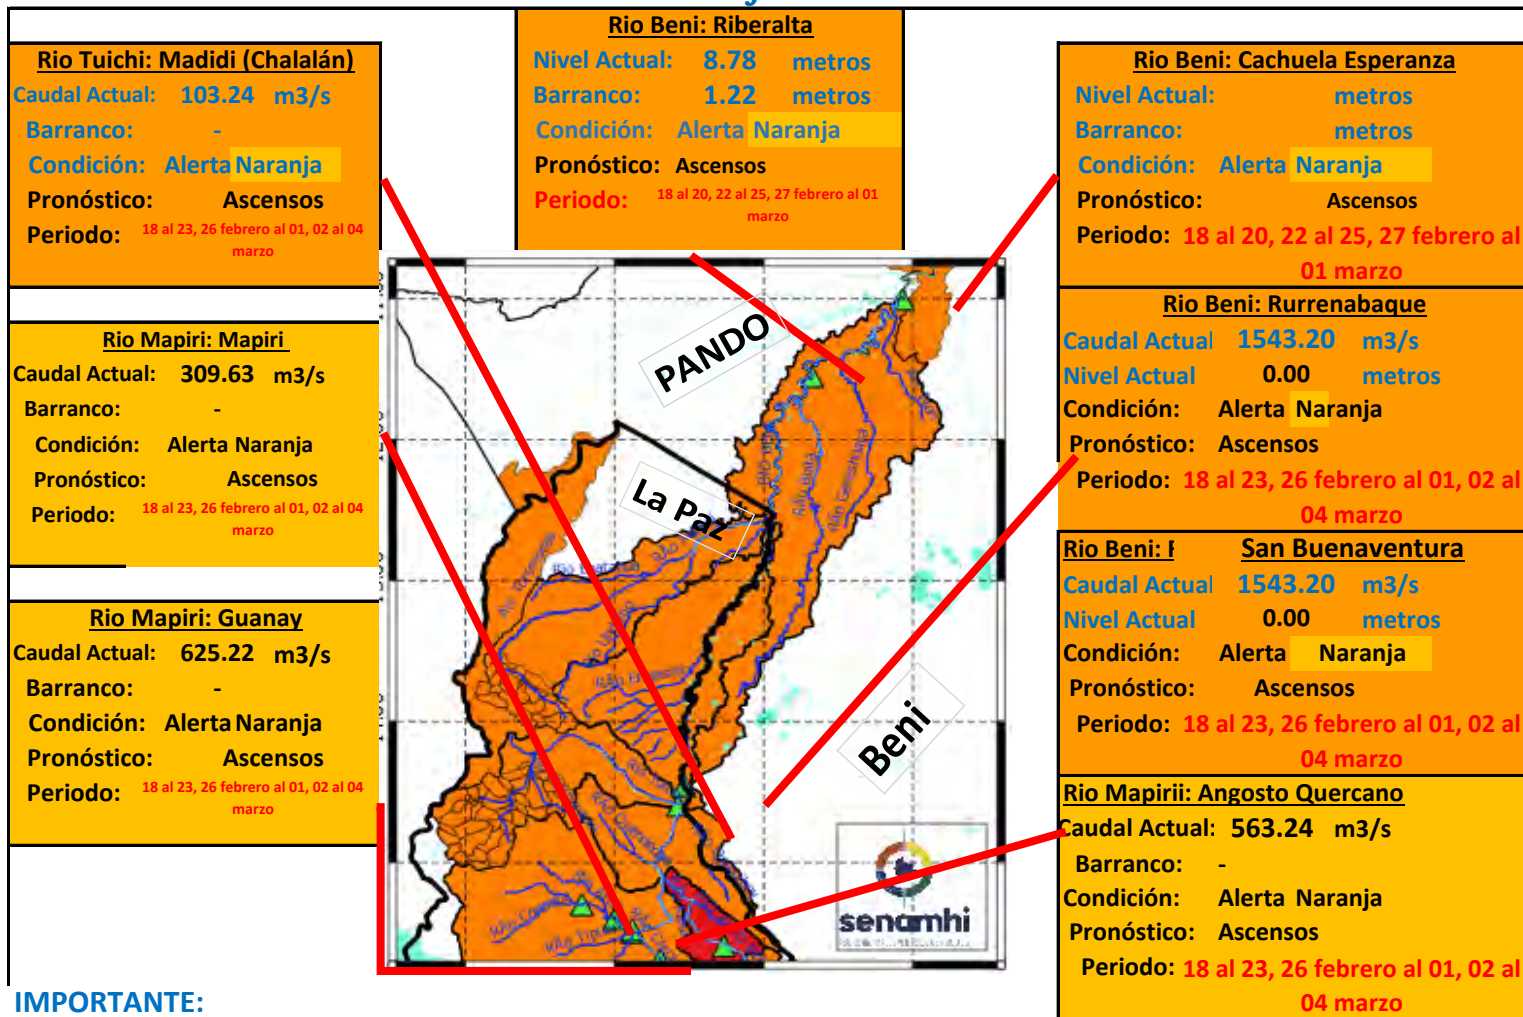 Rio Tuichi: Madidi (Chalalán)
Caudal Actual: 103.24 m3/s
Barranco: -
Condición: Alerta Naranja
Pronóstico: Ascensos
Periodo: 18 al 23, 26 febrero al 01, 02 al 04
marzo
Rio Mapiri: Mapiri
Caudal Actual: 309.63 m3/s
Barranco: -
Condición: Alerta Naranja
Pronóstico: Ascensos
Periodo: 18 al 23, 26 febrero al 01, 02 al 04
marzo
Rio Mapiri: Guanay
Caudal Actual: 625.22 m3/s
Barranco: -
Condición: Alerta Naranja
Pronóstico: Ascensos
Periodo: 18 al 23, 26 febrero al 01, 02 al 04
marzo
Rio Beni: Riberalta
Nivel Actual: 8.78 metros
Barranco: 1.22 metros
Condición: Alerta Naranja
Pronóstico: Ascensos
Periodo: 18 al 20, 22 al 25, 27 febrero al 01
marzo
PANDO
La Paz
Beni
senamhi
Rio Beni: Cachuela Esperanza
Nivel Actual: metros
Barranco: metros
Condición: Alerta Naranja
Pronóstico: Ascensos
Periodo: 18 al 20, 22 al 25, 27 febrero al
01 marzo
Rio Beni: Rurrenabaque
Caudal Actual 1543.20 m3/s
Nivel Actual 0.00 metros
Condición: Alerta Naranja
Pronóstico: Ascensos
Periodo: 18 al 23, 26 febrero al 01, 02 al
04 marzo
Rio Beni: San Buenaventura
Caudal Actual 1543.20 m3/s
Nivel Actual 0.00 metros
Condición: Alerta Naranja
Pronóstico: Ascensos
Periodo: 18 al 23, 26 febrero al 01, 02 al
04 marzo
Rio Mapirii: Angosto Quercano
Caudal Actual: 563.24 m3/s
Barranco: -
Condición: Alerta Naranja
Pronóstico: Ascensos
Periodo: 18 al 23, 26 febrero al 01, 02 al
04 marzo
IMPORTANTE: